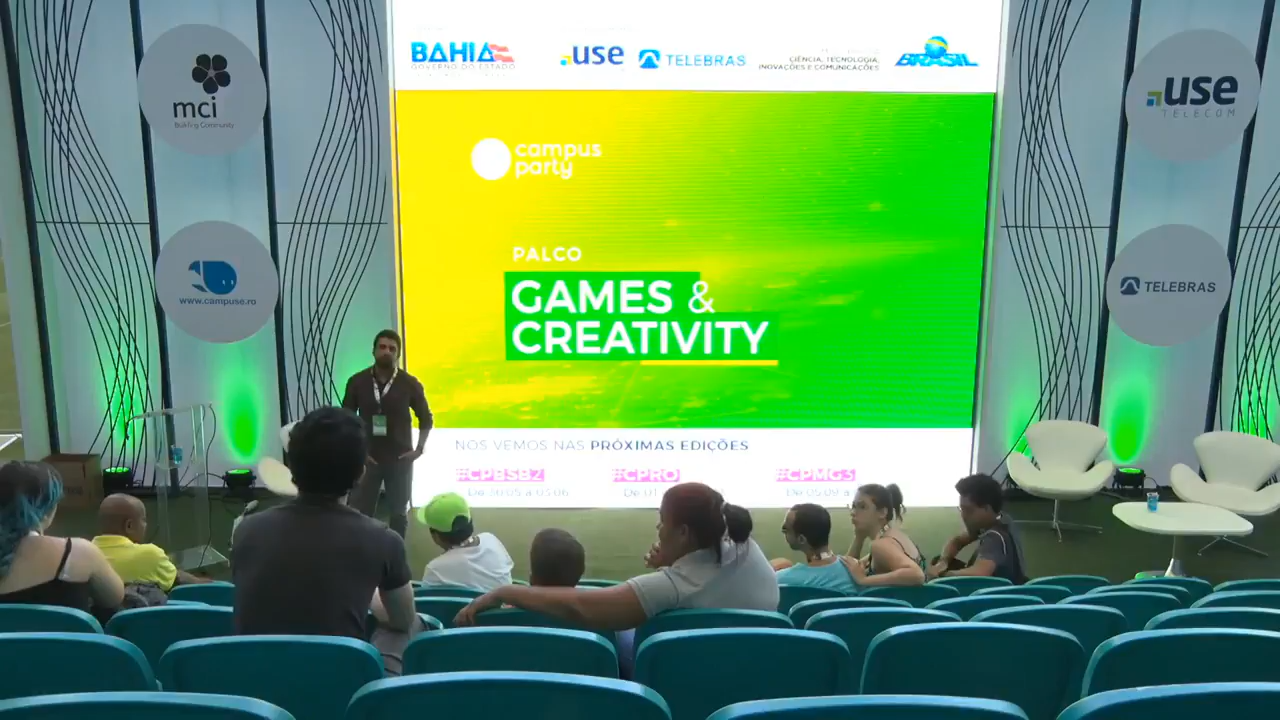 BAHIA
GOVERNO DO ESTADO
use
TELEBRAS
CIÊNCIA, TECNOLOGIA,
INOVAÇÕES E COMUNICAÇÕES
BRASIL
mci
Building Community
use
TELECOM
campus
party
www.campuse.ro
TELEBRAS
PALCO
GAMES &
CREATIVITY
NOS VEMOS NAS PRÓXIMAS EDIÇÕES
#CPBSB2
#CPRO
#CPMG3